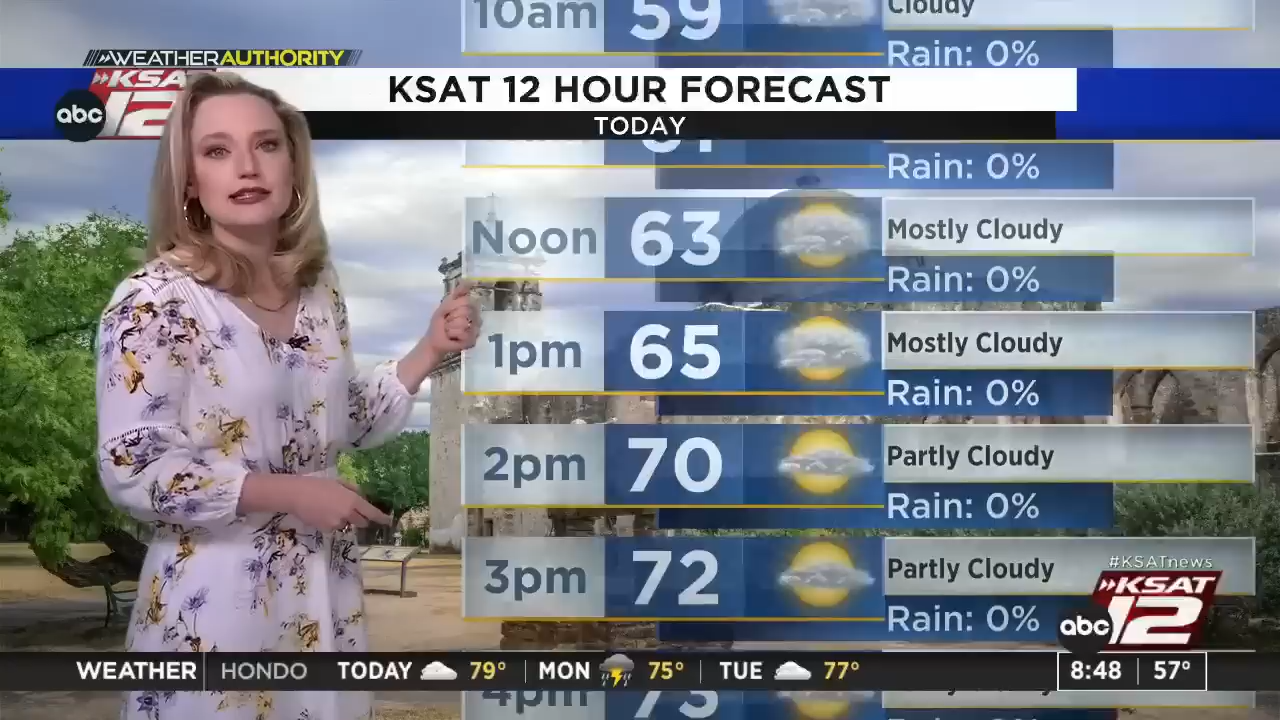 10am 59 Cloudy
Rain: 0%
WEATHERAUTHORITY
KSAT
abc 12
KSAT 12 HOUR FORECAST
TODAY
Rain: 0%
Noon 63 Mostly Cloudy
Rain: 0%
1pm 65 Mostly Cloudy
Rain: 0%
2pm 70 Partly Cloudy
Rain: 0%
3pm 72 Partly Cloudy
Rain: 0%
#KSATnews
KSAT
abc 12
WEATHER HONDO TODAY 79° MON 75° TUE 77° 8:48 57°
4pm 73